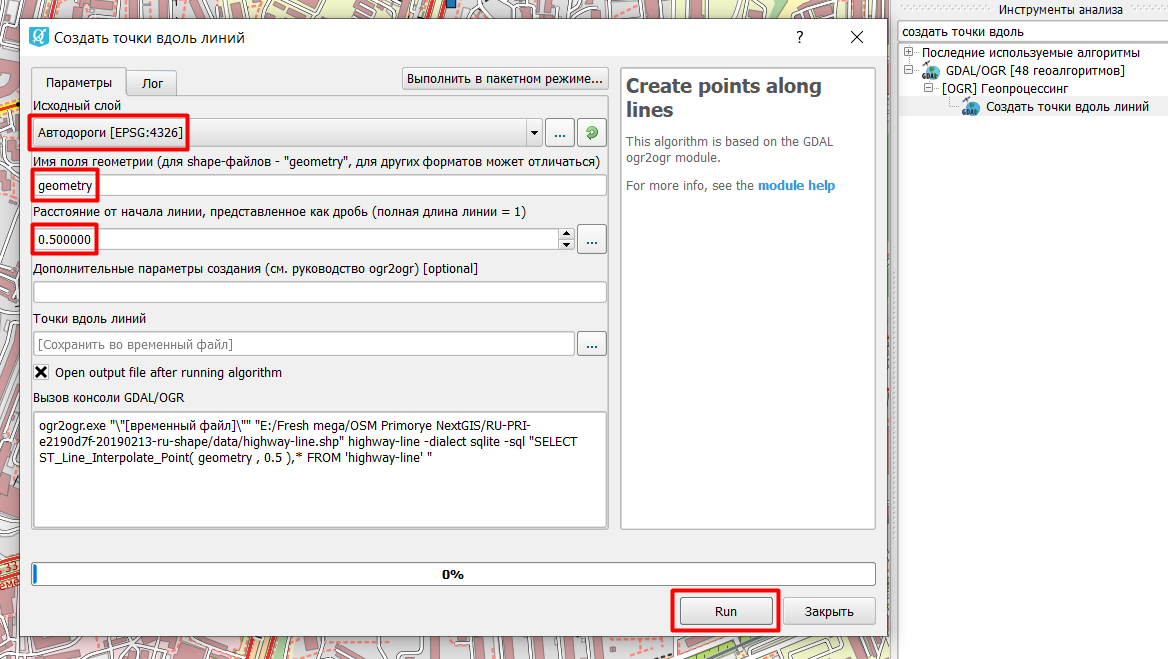 Создать точки вдоль линий
?
Параметры
Лог
Выполнить в пакетном режиме...
Исходный слой
Автодороги [EPSG:4326]
...
Имя поля геометрии (для shape-файлов - "geometry", для других форматов может отличаться)
geometry
Расстояние от начала линии, представленное как дробь (полная длина линии = 1)
0.500000
...
Дополнительные параметры создания (см. руководство ogr2ogr) [optional]
Точки вдоль линий
[Сохранить во временный файл]
...
Open output file after running algorithm
Вызов консоли GDAL/OGR
ogr2ogr.exe "\"[временный файл]\"" "E:/Fresh mega/OSM Primorye NextGIS/RU-PRI-
e2190d7f-20190213-ru-shape/data/highway-line.shp" highway-line -dialect sqlite -sql "SELECT
ST_Line_Interpolate_Point( geometry , 0.5 ),* FROM 'highway-line' "
Create points along
lines
This algorithm is based on the GDAL
ogr2ogr module.
For more info, see the module help
0%
Run
Закрыть
Инструменты анализа
создать точки вдоль
Последние используемые алгоритмы
GDAL/OGR [48 геоалгоритмов]
[OGR] Геопроцессинг
Создать точки вдоль линий